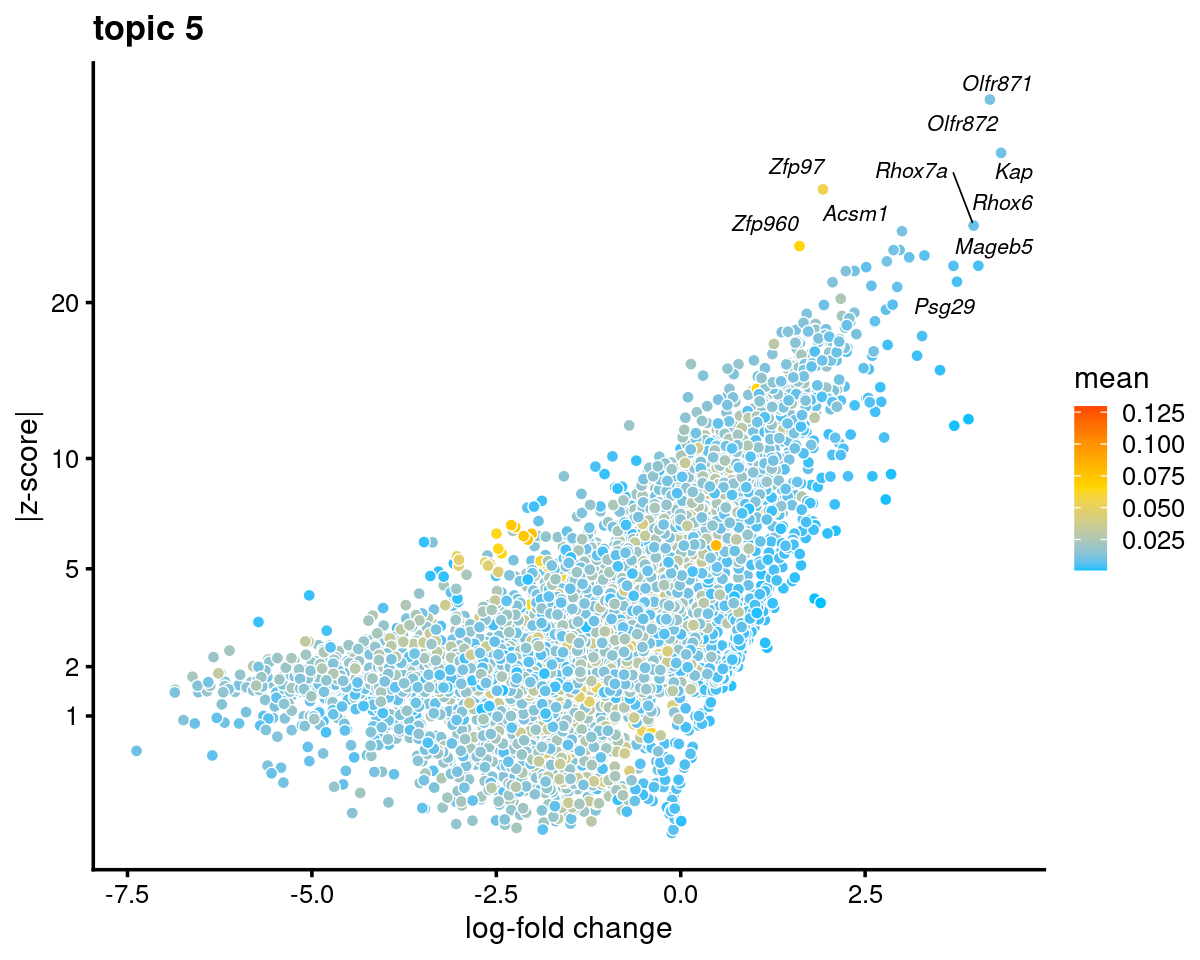 topic 5
Olfr871
Olfr872
Zfp97
Rhox7a
Kap
Rhox6
Acsm1
Zfp960
Mageb5
Psg29
20
10
5
2
1
|z-score|
-7.5
-5.0
-2.5
0.0
2.5
log-fold change
mean
0.125
0.100
0.075
0.050
0.025